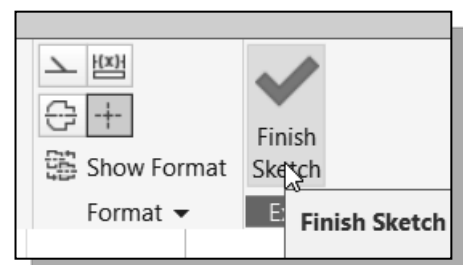 Finish
Sketch
Show Format
Format
Finish Sketch